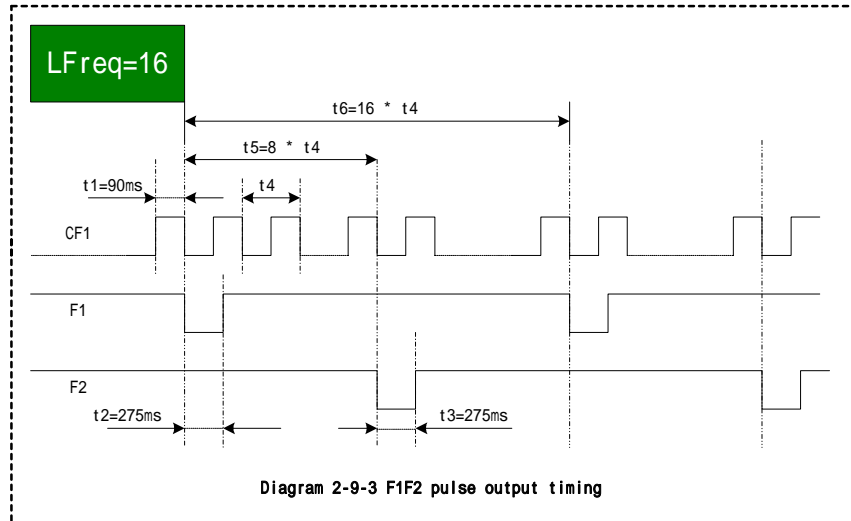 LFreq=16
t6=16 * t4
t5=8 * t4
t1=90ms
t4
CF1
F1
F2
t2=275ms
t3=275ms
Diagram 2-9-3 F1F2 pulse output timing